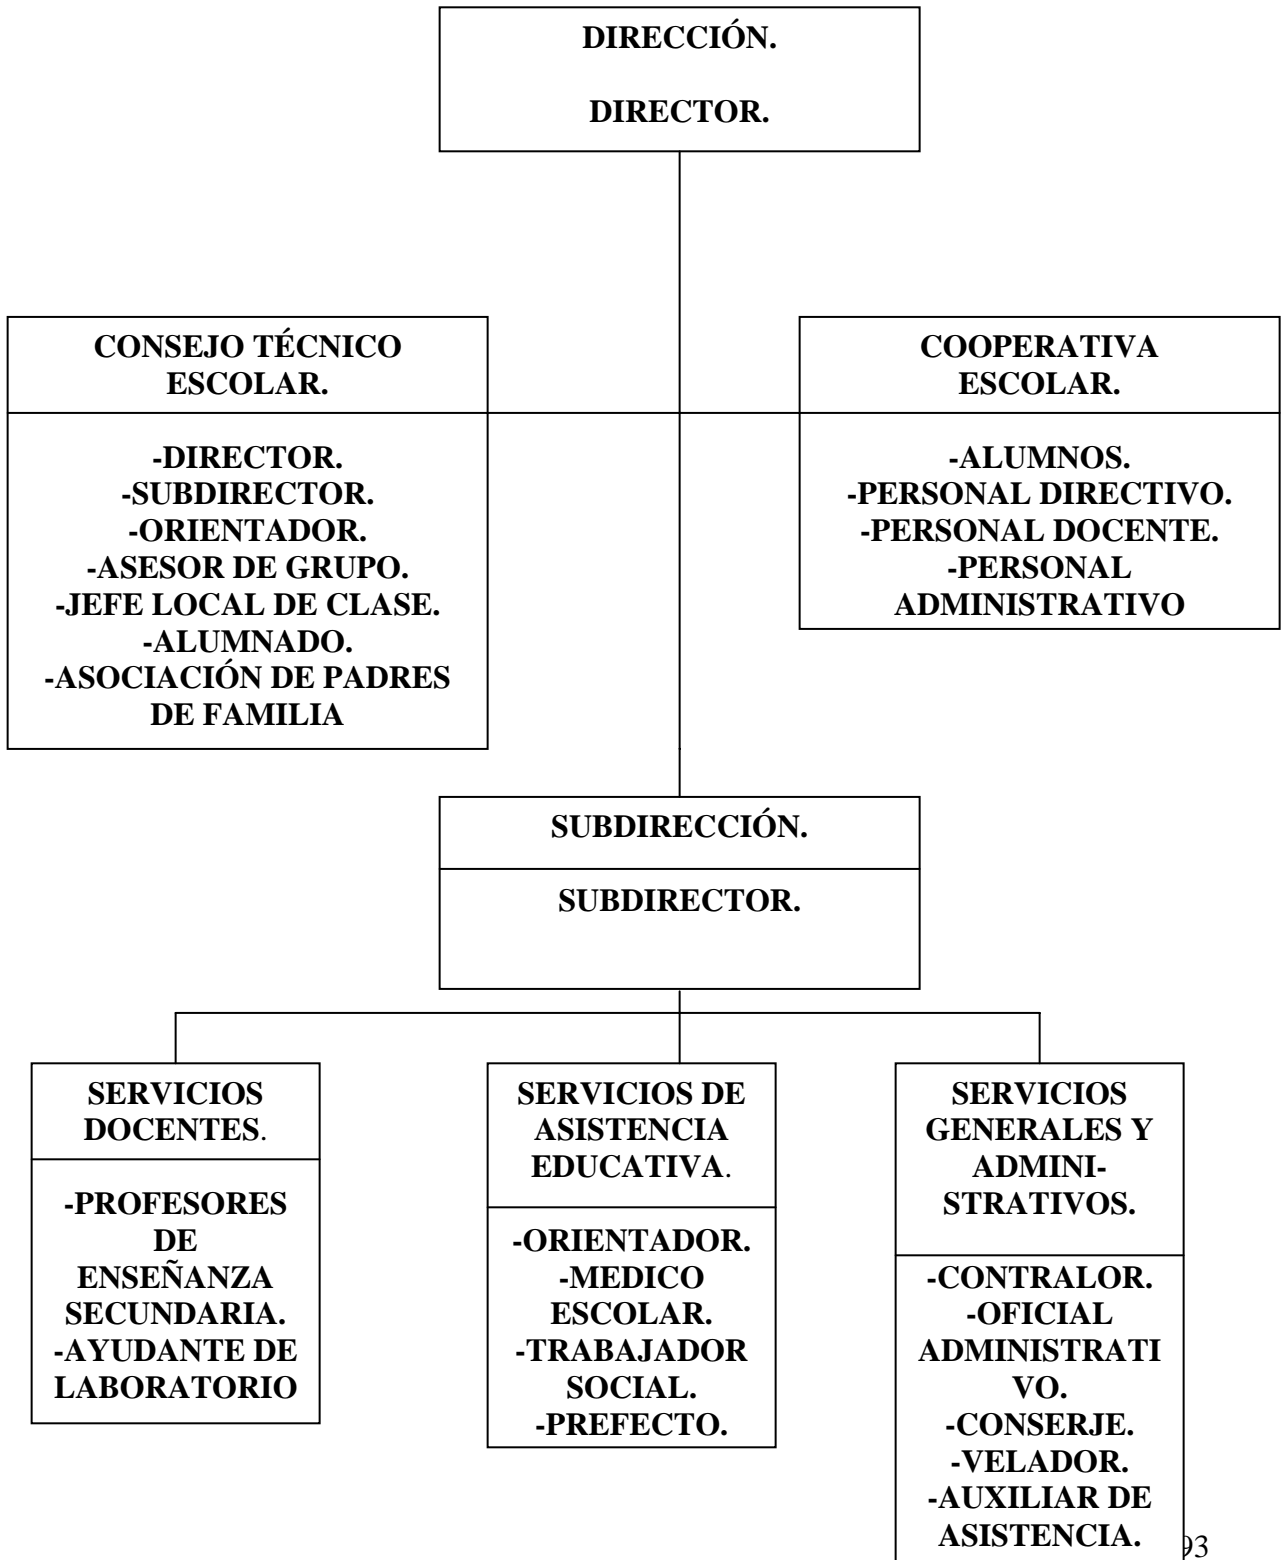 DIRECCIÓN.
DIRECTOR.
CONSEJO TÉCNICO
ESCOLAR.
-DIRECTOR.
-SUBDIRECTOR.
-ORIENTADOR.
-ASESOR DE GRUPO.
-JEFE LOCAL DE CLASE.
-ALUMNADO.
-ASOCIACIÓN DE PADRES
DE FAMILIA
COOPERATIVA
ESCOLAR.
-ALUMNOS.
-PERSONAL DIRECTIVO.
-PERSONAL DOCENTE.
-PERSONAL
ADMINISTRATIVO
SUBDIRECCIÓN.
SUBDIRECTOR.
SERVICIOS
DOCENTES.
-PROFESORES
DE
ENSEÑANZA
SECUNDARIA.
-AYUDANTE DE
LABORATORIO
SERVICIOS DE
ASISTENCIA
EDUCATIVA.
-ORIENTADOR.
-MEDICO
ESCOLAR.
-TRABAJADOR
SOCIAL.
-PREFECTO.
SERVICIOS
GENERALES Y
ADMINI-
STRATIVOS.
-CONTRALOR.
-OFICIAL
ADMINISTRATI
VO.
-CONSERJE.
-VELADOR.
-AUXILIAR DE
ASISTENCIA.